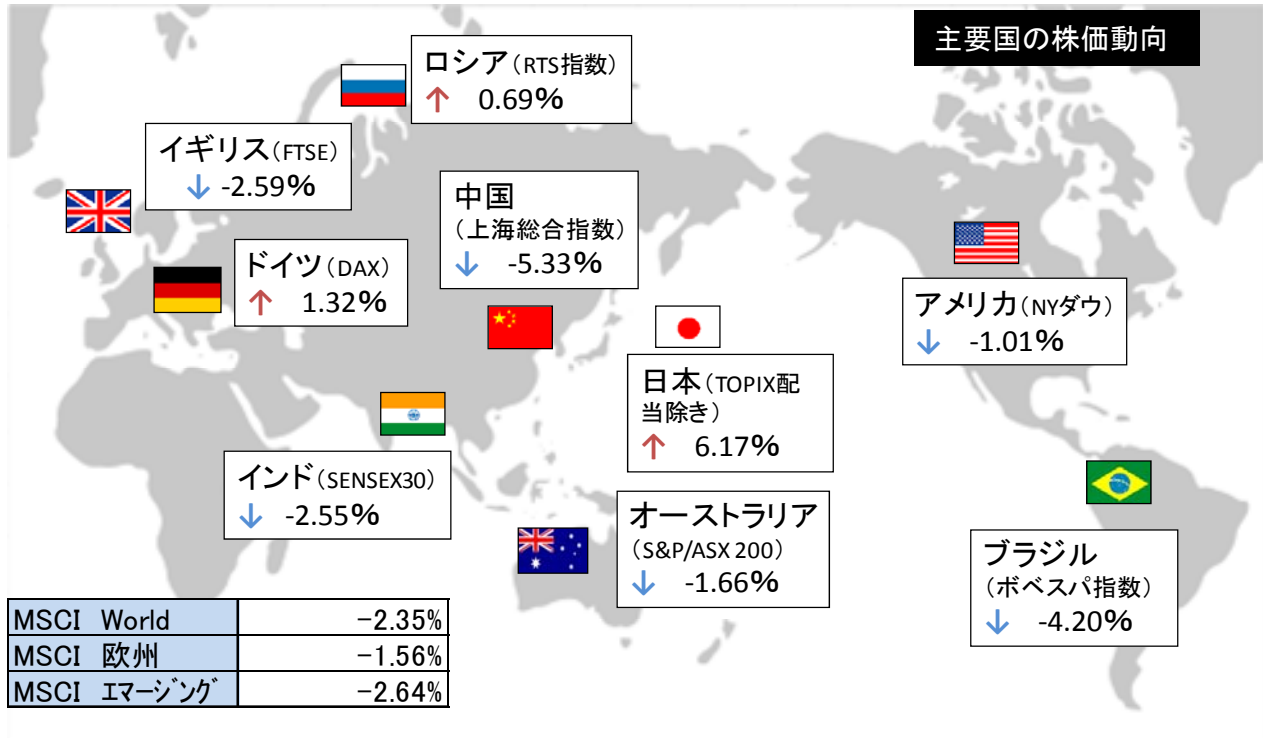 主要国の株価動向
ロシア(RTS指数)
↑ 0.69%
イギリス(FTSE)
↓ -2.59%
中国
(上海総合指数)
↓ -5.33%
ドイツ(DAX)
↑ 1.32%
アメリカ(NYダウ)
↓ -1.01%
日本(TOPIX配
当除き)
↑ 6.17%
インド(SENSEX30)
↓ -2.55%
オーストラリア
(S&P/ASX 200)
↓ -1.66%
ブラジル
(ボベスパ指数)
↓ -4.20%
MSCI World -2.35%
MSCI 欧州 -1.56%
MSCI エマージング -2.64%